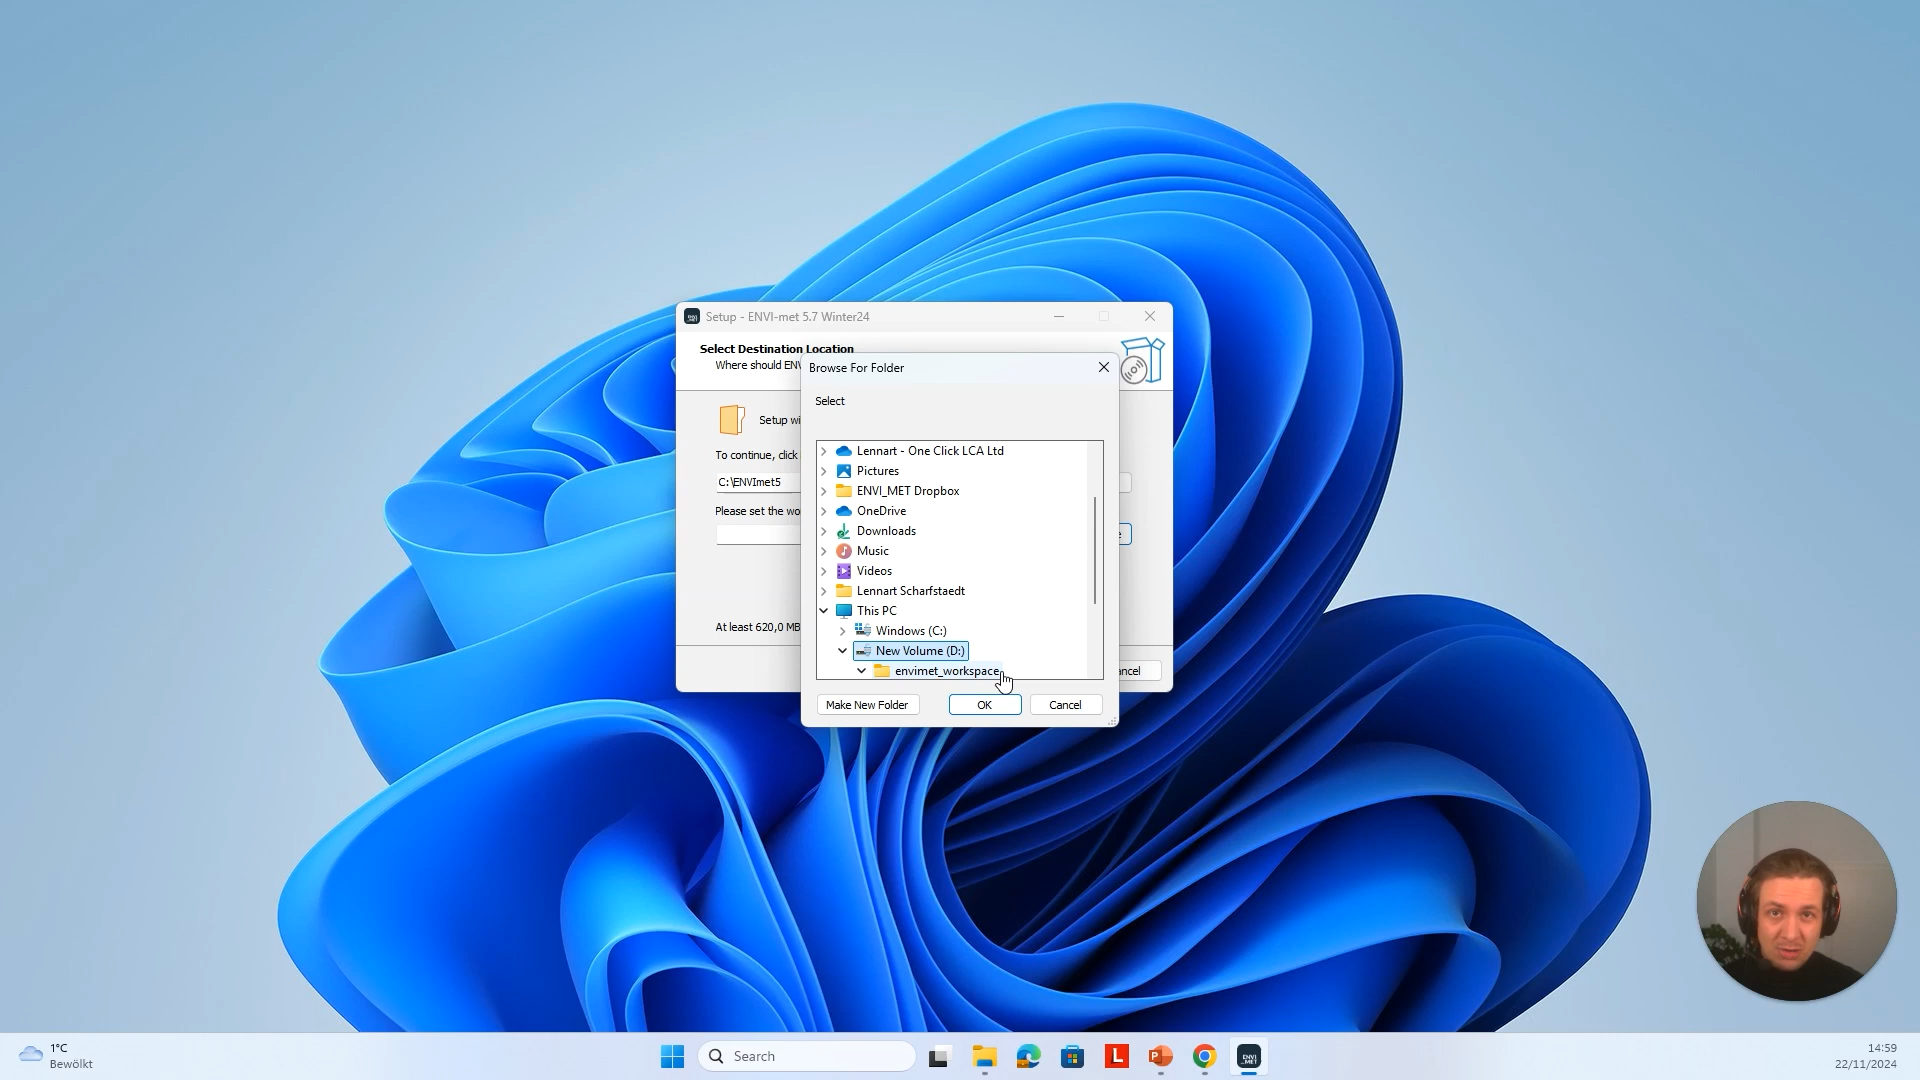 Setup - ENVI-met 5.7 Winter24
Select Destination Location
Where should ENV
Browse For Folder
Select
Setup wi
To continue, click
C:\ENVImet5
Please set the wo
e
At least 620,0 MB
ancel
Lennart - One Click LCA Ltd
Pictures
ENVI_MET Dropbox
OneDrive
Downloads
Music
Videos
Lennart Scharfstaedt
This PC
Windows (C:)
New Volume (D:)
envimet_workspace
Make New Folder
OK
Cancel
1°C
Bewölkt
Search
L
P
ENVI
MET
14:59
22/11/2024